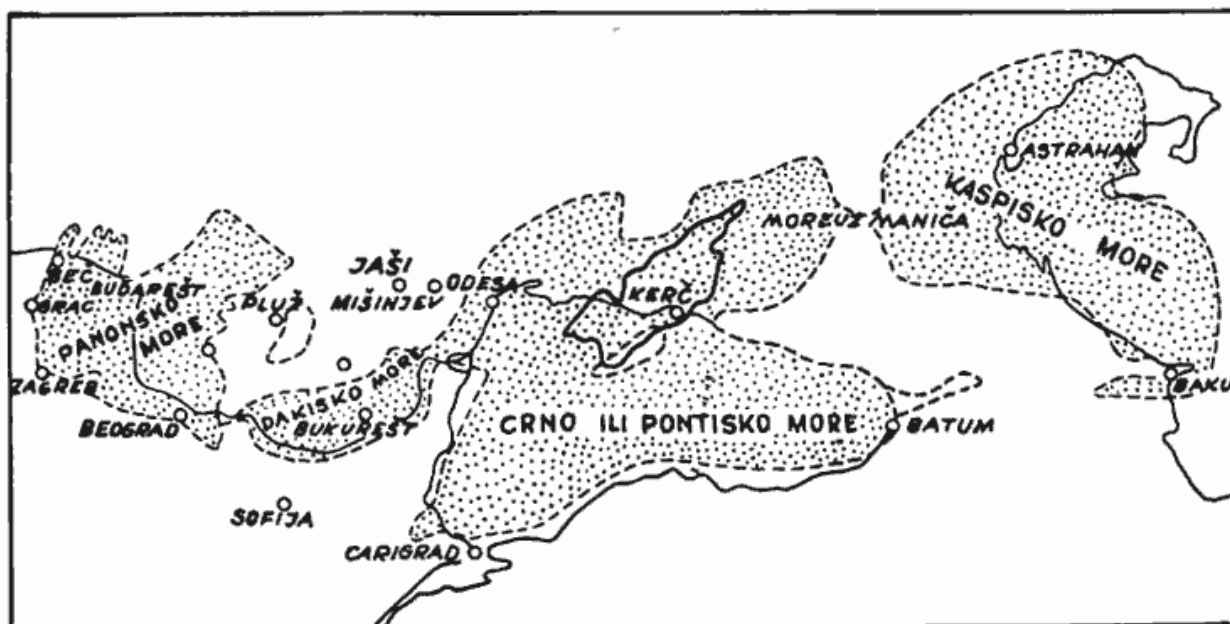 ASTRAHAN
KASPISKO MORE
MOREUZ MANIČA
JAŠI
ODESA
MIŠINJEV
BEČ
BUDAPEŠT
GRAC
PLUŽ
PANONSKO
MORE
KERČ
ZAGREB
BEOGRAD
DAKISKO MORE
BUKUREŠT
CRNO ILI PONTISKO MORE
BATUM
BAKU
SOFIJA
CARIGRAD